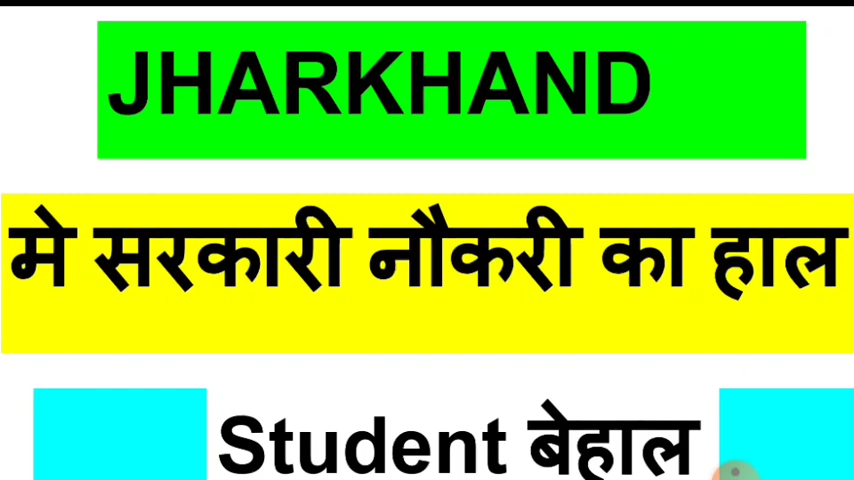 JHARKHAND
मे सरकारी नौकरी का हाल
Student बेहाल